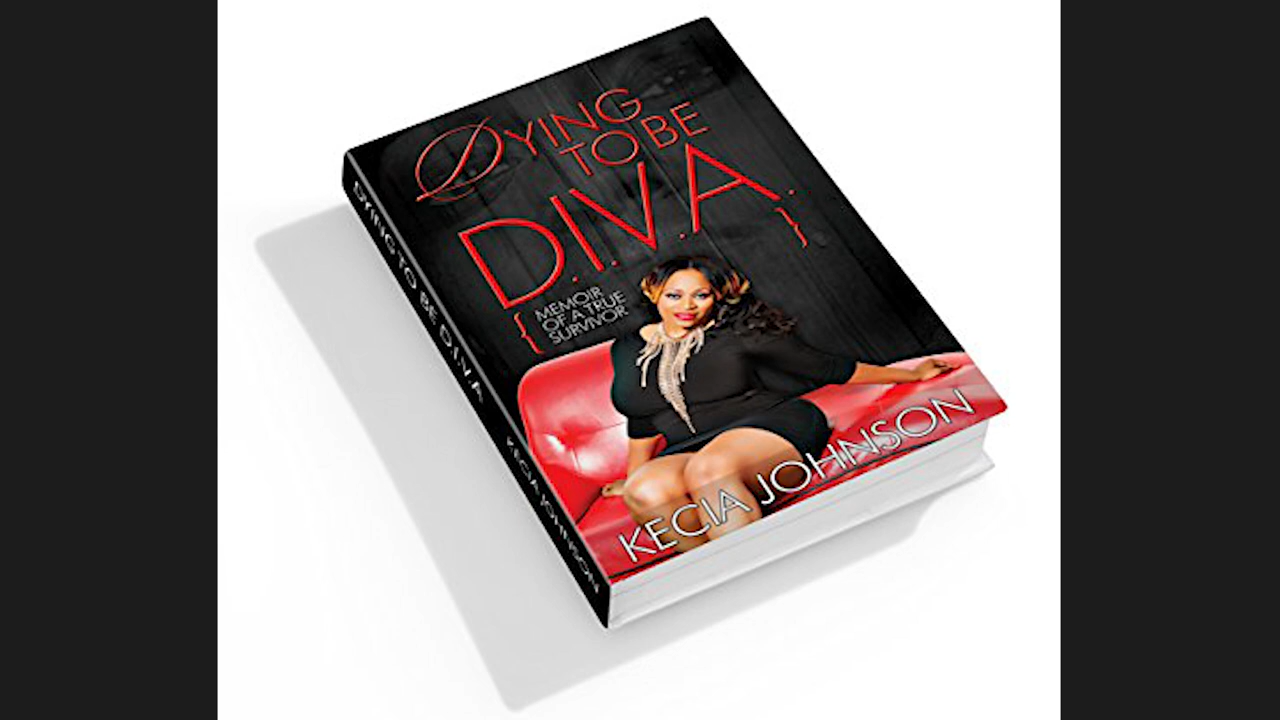 DYING
TO BE
D.I.V.A.
{ MEMOIR
OF A TRUE
SURVIVOR }
KECIA JOHNSON
DYING TO BE D.I.V.A. KECIA JOHNSON